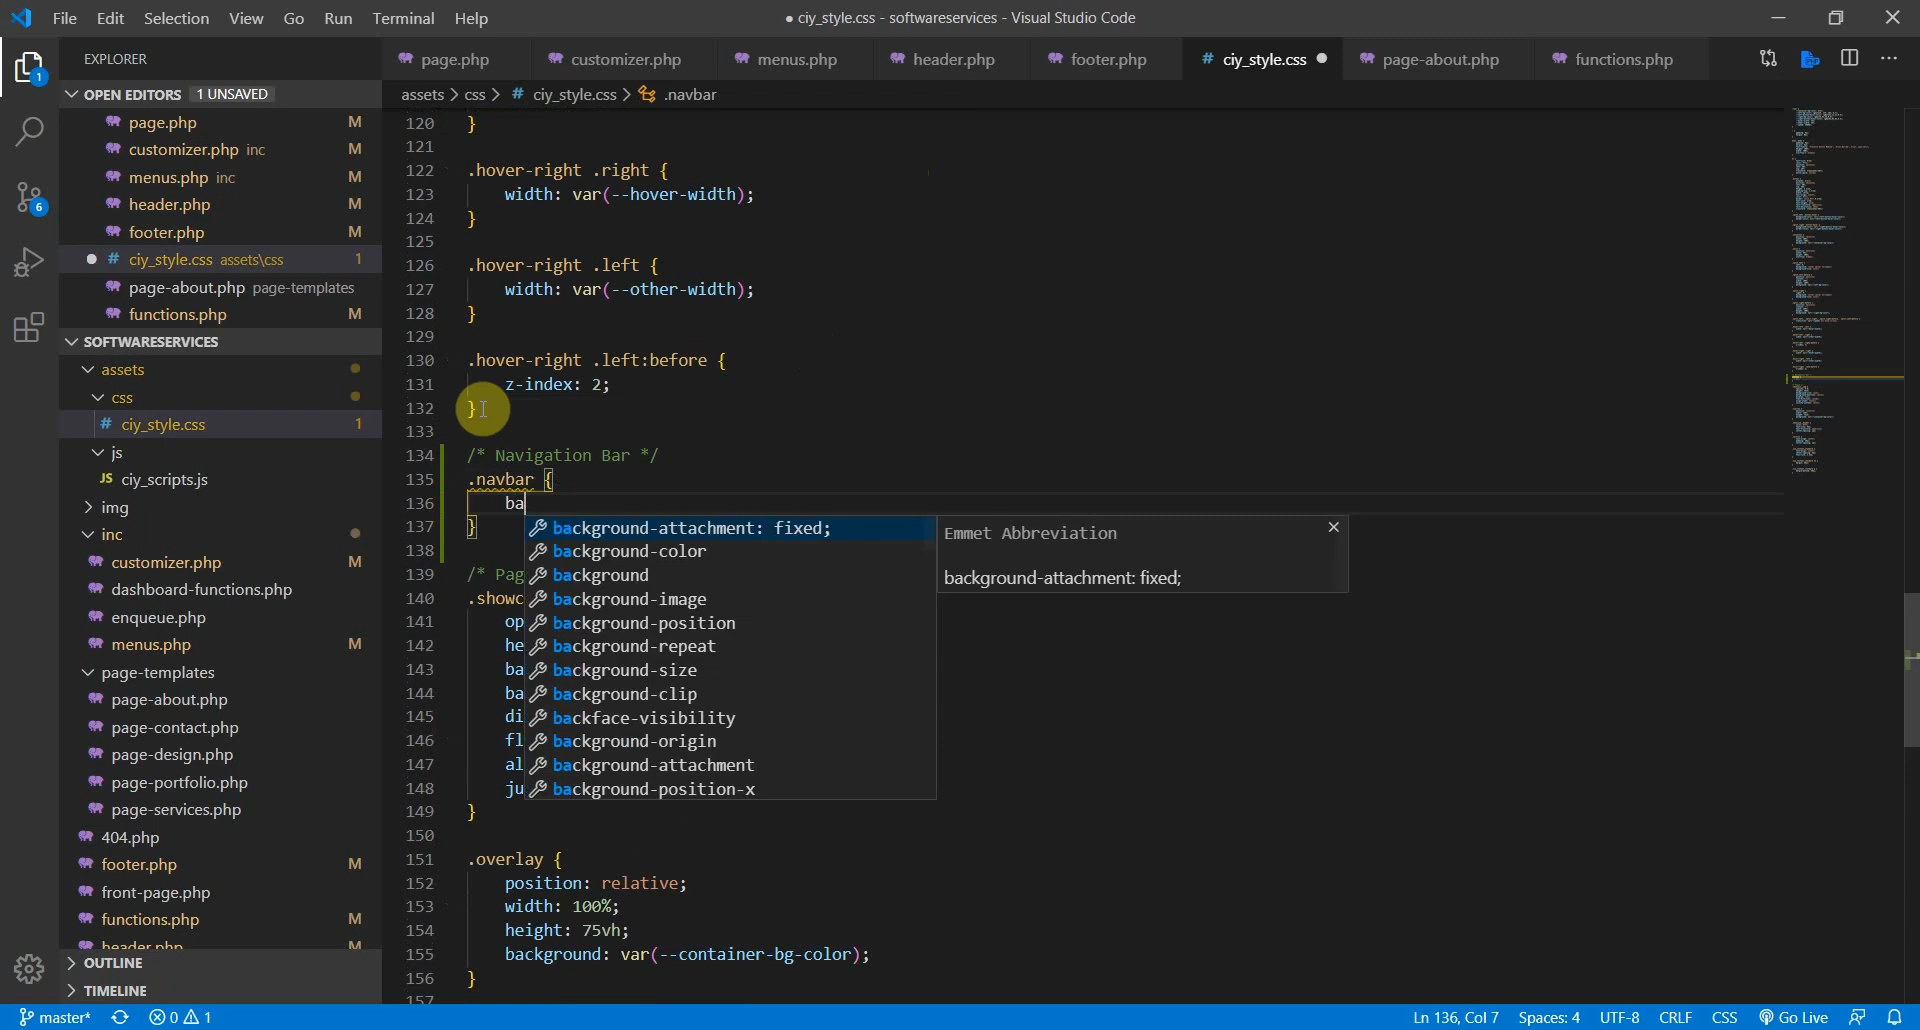 File Edit Selection View Go Run Terminal Help
● ciy_style.css - softwareservices - Visual Studio Code
EXPLORER
page.php customizer.php menus.php header.php footer.php # ciy_style.css ● page-about.php functions.php
OPEN EDITORS 1 UNSAVED
assets > css > # ciy_style.css > .navbar
page.php M
customizer.php inc M
menus.php inc M
header.php M
footer.php M
● # ciy_style.css assets\css 1
page-about.php page-templates
functions.php M
SOFTWARESERVICES
assets
css
# ciy_style.css 1
js
JS ciy_scripts.js
img
inc
customizer.php M
dashboard-functions.php
enqueue.php
menus.php M
page-templates
page-about.php
page-contact.php
page-design.php
page-portfolio.php
page-services.php
404.php
footer.php M
front-page.php
functions.php M
header.php M
OUTLINE
TIMELINE
1
6
120 }
121
122 .hover-right .right {
123 width: var(--hover-width);
124 }
125
126 .hover-right .left {
127 width: var(--other-width);
128 }
129
130 .hover-right .left:before {
131 z-index: 2;
132 }
133
134 /* Navigation Bar */
135 .navbar {
136 ba
137 }
138
139 /* Pag
140 .showc
141 op
142 he
143 ba
144 ba
145 di
146 fl
147 al
148 ju
149 }
150
151 .overlay {
152 position: relative;
153 width: 100%;
154 height: 75vh;
155 background: var(--container-bg-color);
156 }
157
background-attachment: fixed;
background-color
background
background-image
background-position
background-repeat
background-size
background-clip
backface-visibility
background-origin
background-attachment
background-position-x
Emmet Abbreviation
background-attachment: fixed;
master* 0 1
Ln 136, Col 7 Spaces: 4 UTF-8 CRLF CSS Go Live